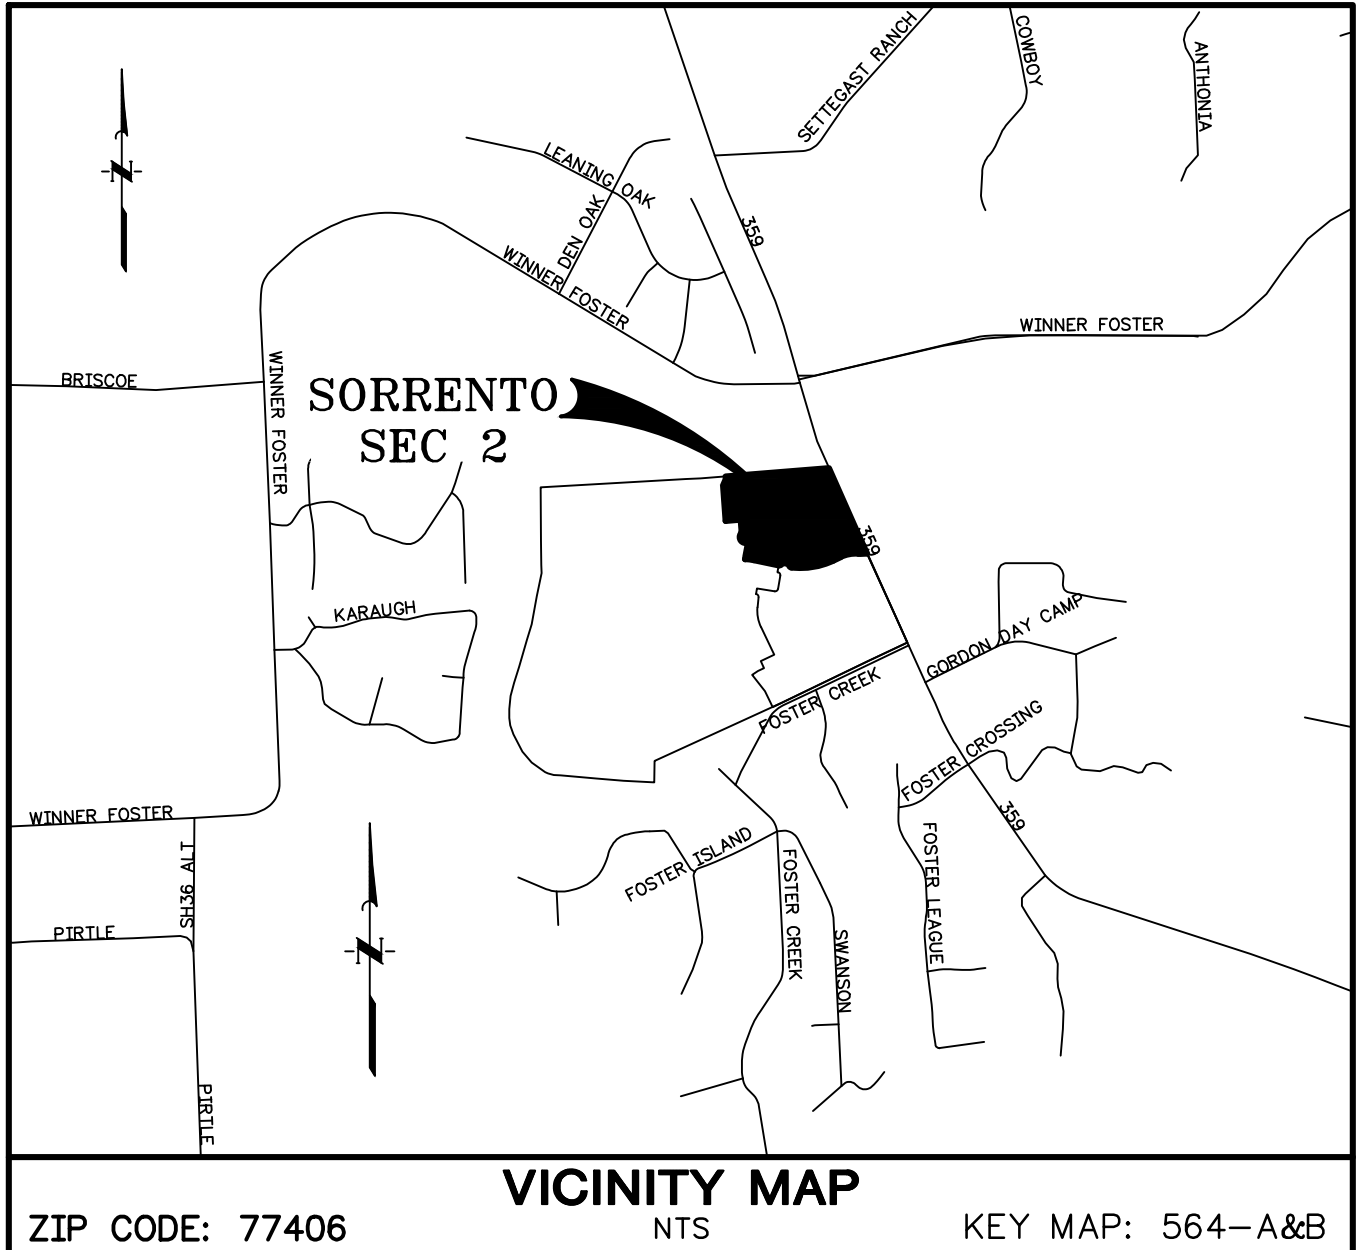 SETTEGAST RANCH
COWBOY
ANTHONIA
N
LEANING OAK
DEN OAK
359
WINNER FOSTER
WINNER FOSTER
BRISCOE
WINNER FOSTER
SORRENTO
SEC 2
359
KARAUGH
GORDON DAY CAMP
FOSTER CREEK
FOSTER CROSSING
WINNER FOSTER
359
SH36 ALT
FOSTER ISLAND
FOSTER CREEK
FOSTER LEAGUE
PIRTLE
N
SWANSON
PIRTLE
VICINITY MAP
ZIP CODE: 77406
NTS
KEY MAP: 564-A&B